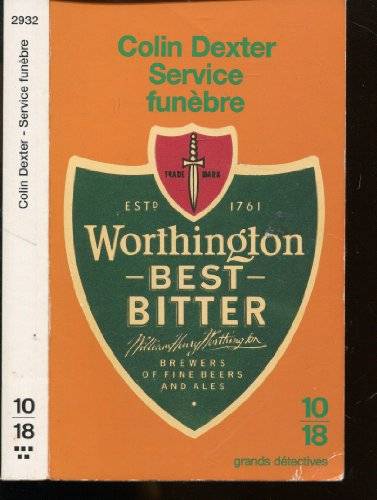 2932
Colin Dexter - Service funèbre
10
18
Colin Dexter
Service
funèbre
TRADE MARK
ESTD 1761
Worthington
BEST
BITTER
William Henry Worthington
BREWERS
OF FINE BEERS
AND ALES
10
18
grands détectives